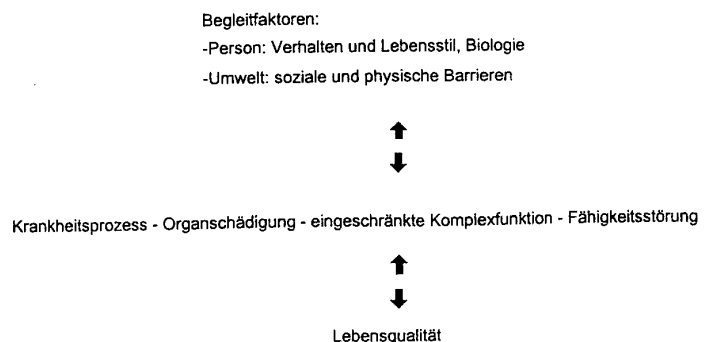 Begleitfaktoren:
-Person: Verhalten und Lebensstil, Biologie
-Umwelt: soziale und physische Barrieren
Krankheitsprozess - Organschädigung - eingeschränkte Komplexfunktion - Fähigkeitsstörung
Lebensqualität